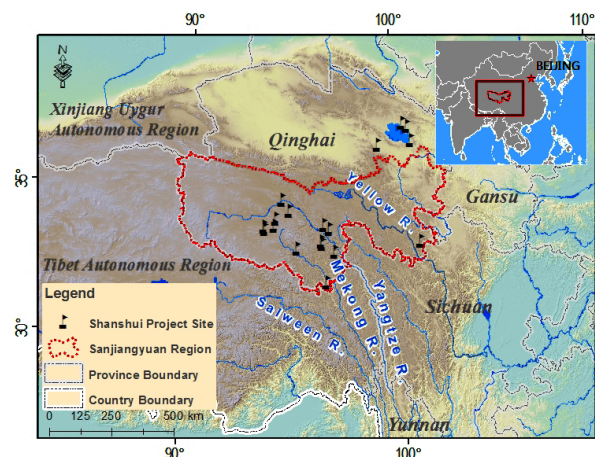 90°
100°
110°
N
BEIJING
Xinjiang Uygur
Autonomous Region
Qinghai
35°
Yellow R.
Gansu
Tibet Autonomous Region
Mekong R.
Yangtze R.
Salween R.
Sichuan
30°
Legend
Shanshui Project Site
Sanjiangyuan Region
Province Boundary
Country Boundary
0 125 250 500 km
Yunnan
90°
100°